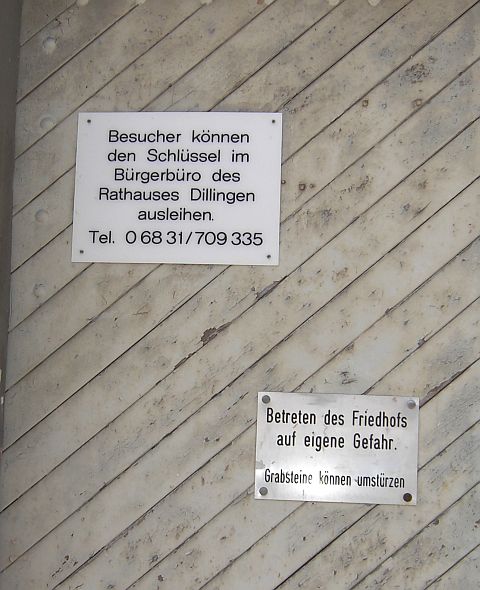 Besucher können
den Schlüssel im
Bürgerbüro des
Rathauses Dillingen
ausleihen.
Tel. 0 68 31/709 335
Betreten des Friedhofs
auf eigene Gefahr.
Grabsteine können umstürzen